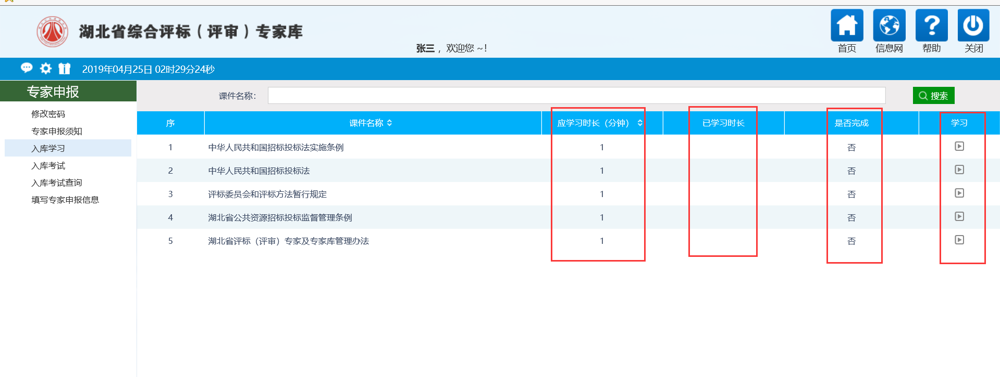 湖北省综合评标（评审）专家库
张三，欢迎您 ~!
首页 信息网 帮助 关闭
2019年04月25日 02时29分24秒
专家申报
修改密码
专家申报须知
入库学习
入库考试
入库考试查询
填写专家申报信息
课件名称： 搜索
序 课件名称 应学习时长（分钟） 已学习时长 是否完成 学习
1 中华人民共和国招标投标法实施条例 1 否
2 中华人民共和国招标投标法 1 否
3 评标委员会和评标方法暂行规定 1 否
4 湖北省公共资源招标投标监督管理条例 1 否
5 湖北省评标（评审）专家及专家库管理办法 1 否